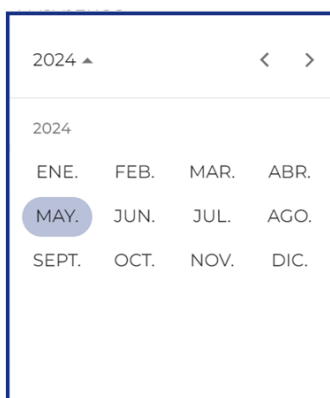 2024
2024
ENE. FEB. MAR. ABR.
MAY. JUN. JUL. AGO.
SEPT. OCT. NOV. DIC.